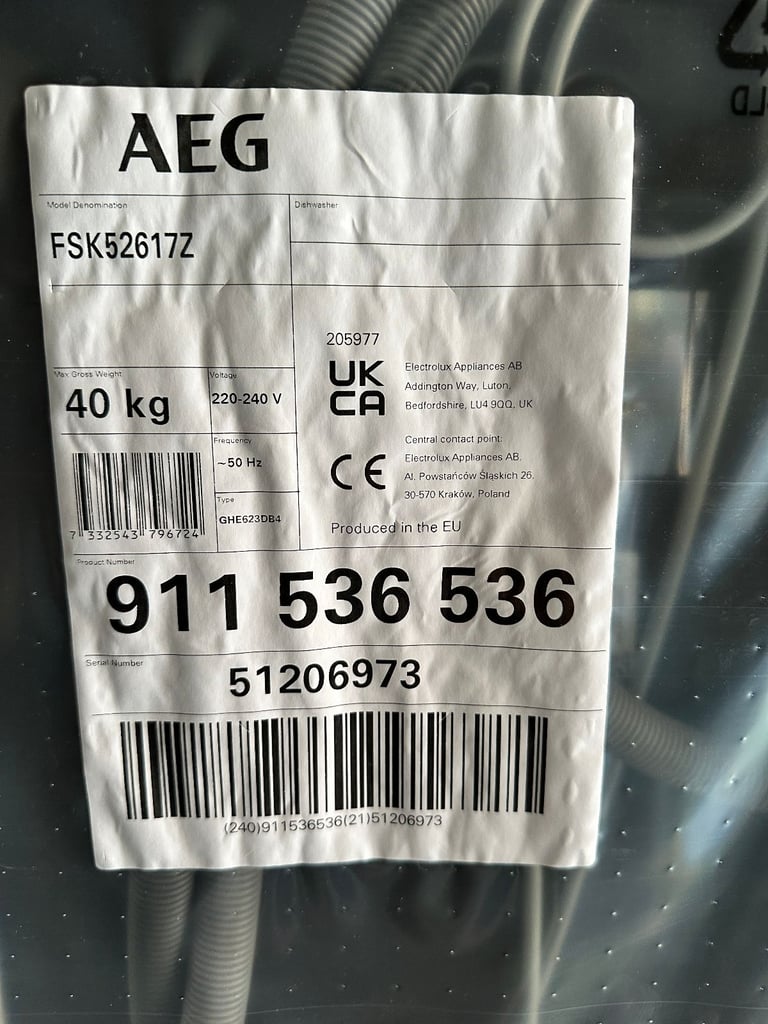 AEG
Model Denomination
FSK52617Z
Dishwasher
205977
UK
CA
Electrolux Appliances AB
Addington Way, Luton,
Bedfordshire, LU4 9QQ, UK
CE
Central contact point:
Electrolux Appliances AB.
Al. Powstańców Śląskich 26.
30-570 Kraków, Poland
Produced in the EU
Max Gross Weight
40 kg
Voltage
220-240 V
Frequency
~50 Hz
Type
GHE623DB4
7 332543 796724
Product Number
911 536 536
Serial Number
51206973
(240)911536536(21)51206973